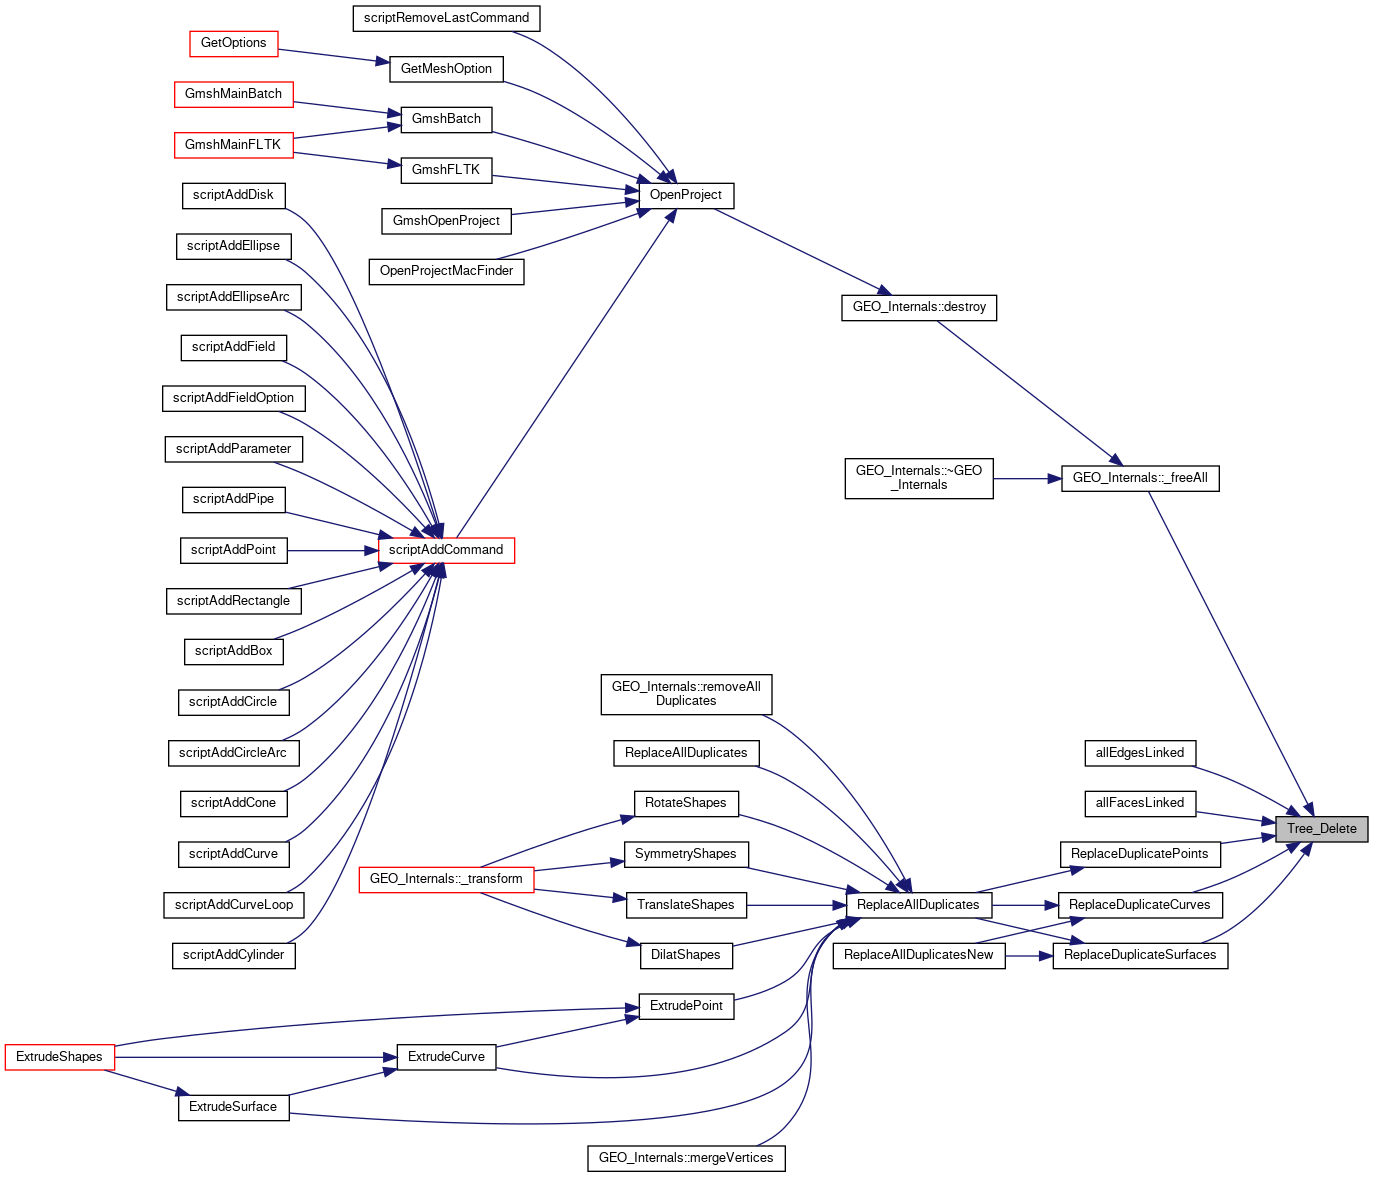 scriptRemoveLastCommand
GetOptions
GetMeshOption
GmshMainBatch
GmshBatch
GmshMainFLTK
GmshFLTK
scriptAddDisk
OpenProject
GmshOpenProject
scriptAddEllipse
OpenProjectMacFinder
scriptAddEllipseArc
GEO_Internals::destroy
scriptAddField
scriptAddFieldOption
scriptAddParameter
GEO_Internals::~GEO
_Internals
GEO_Internals::_freeAll
scriptAddPipe
scriptAddPoint
scriptAddCommand
scriptAddRectangle
scriptAddBox
scriptAddCircle
GEO_Internals::removeAll
Duplicates
scriptAddCircleArc
ReplaceAllDuplicates
allEdgesLinked
scriptAddCone
RotateShapes
allFacesLinked
Tree_Delete
scriptAddCurve
SymmetryShapes
ReplaceDuplicatePoints
GEO_Internals::_transform
scriptAddCurveLoop
TranslateShapes
ReplaceAllDuplicates
ReplaceDuplicateCurves
scriptAddCylinder
DilatShapes
ReplaceAllDuplicatesNew
ReplaceDuplicateSurfaces
ExtrudePoint
ExtrudeShapes
ExtrudeCurve
ExtrudeSurface
GEO_Internals::mergeVertices